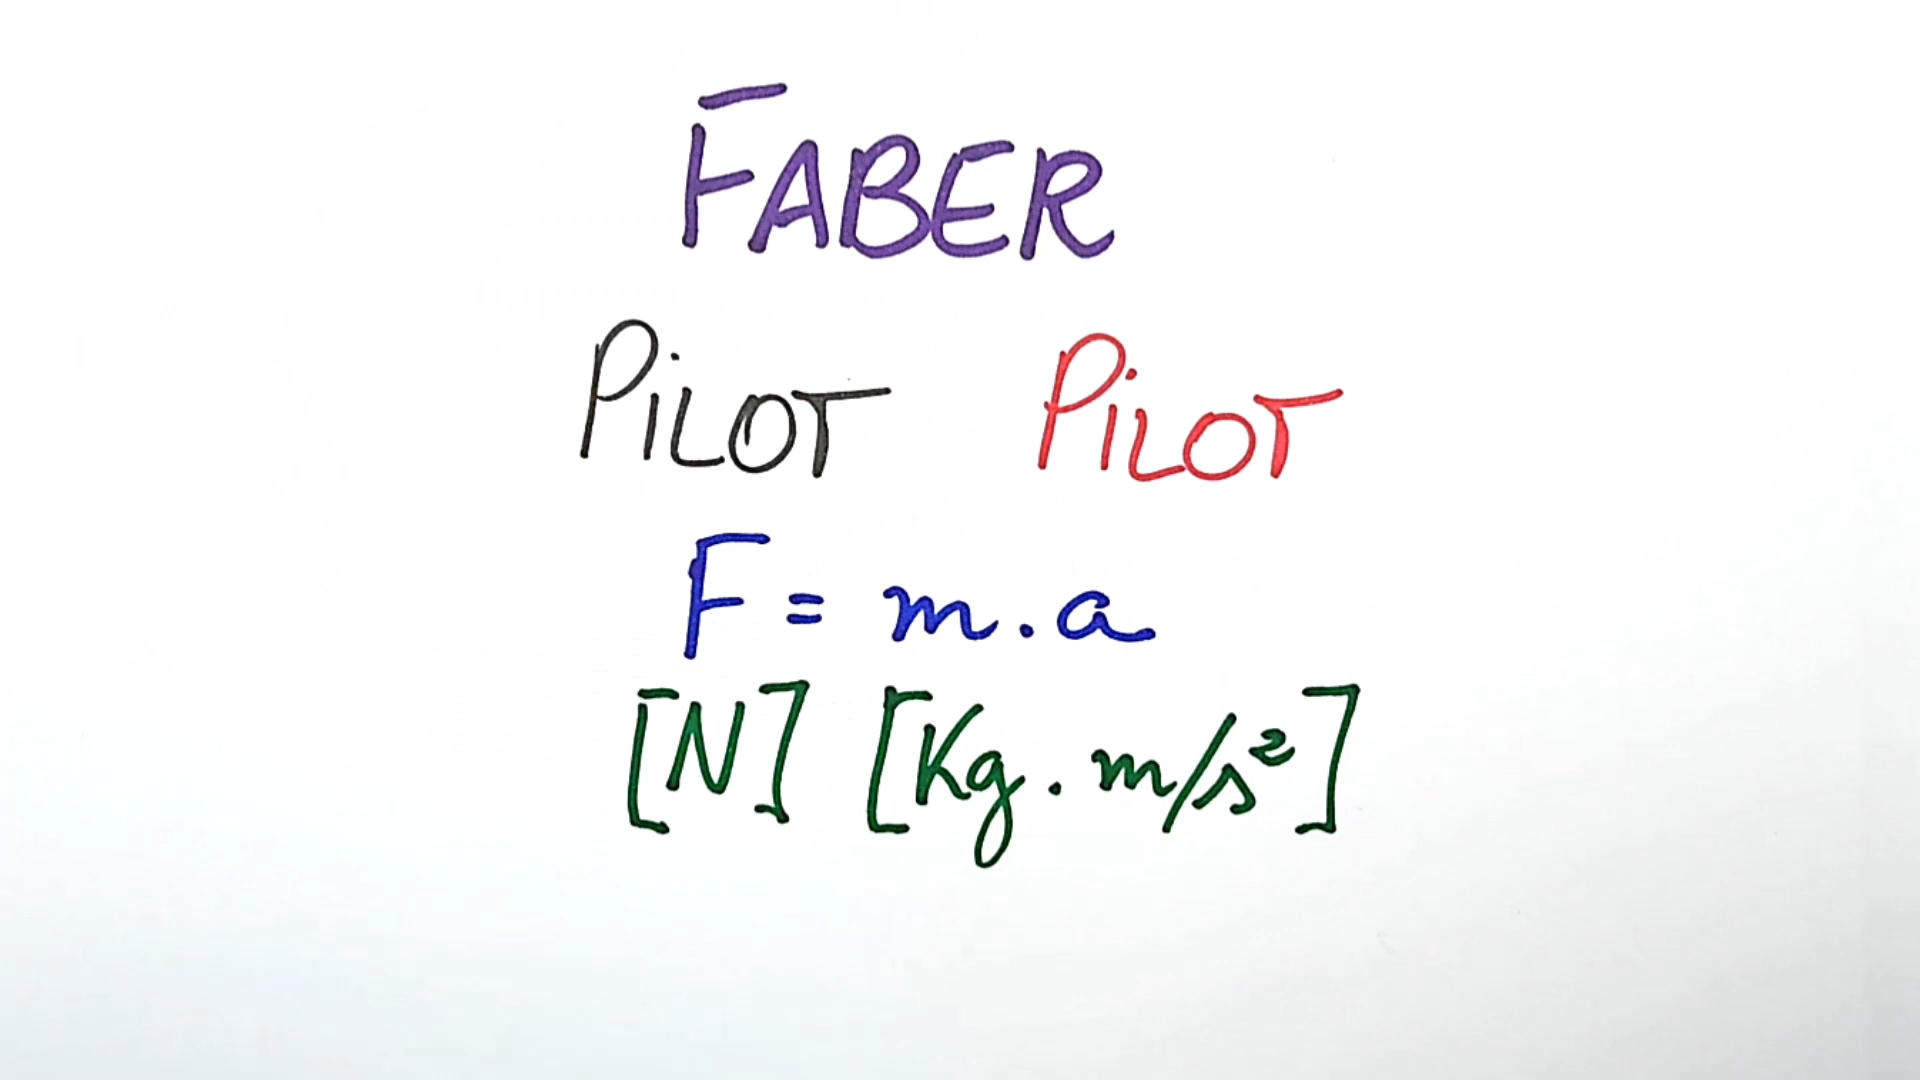 FABER
PiLOT PiLOT
F = m . a
[N] [Kg . m/s²]